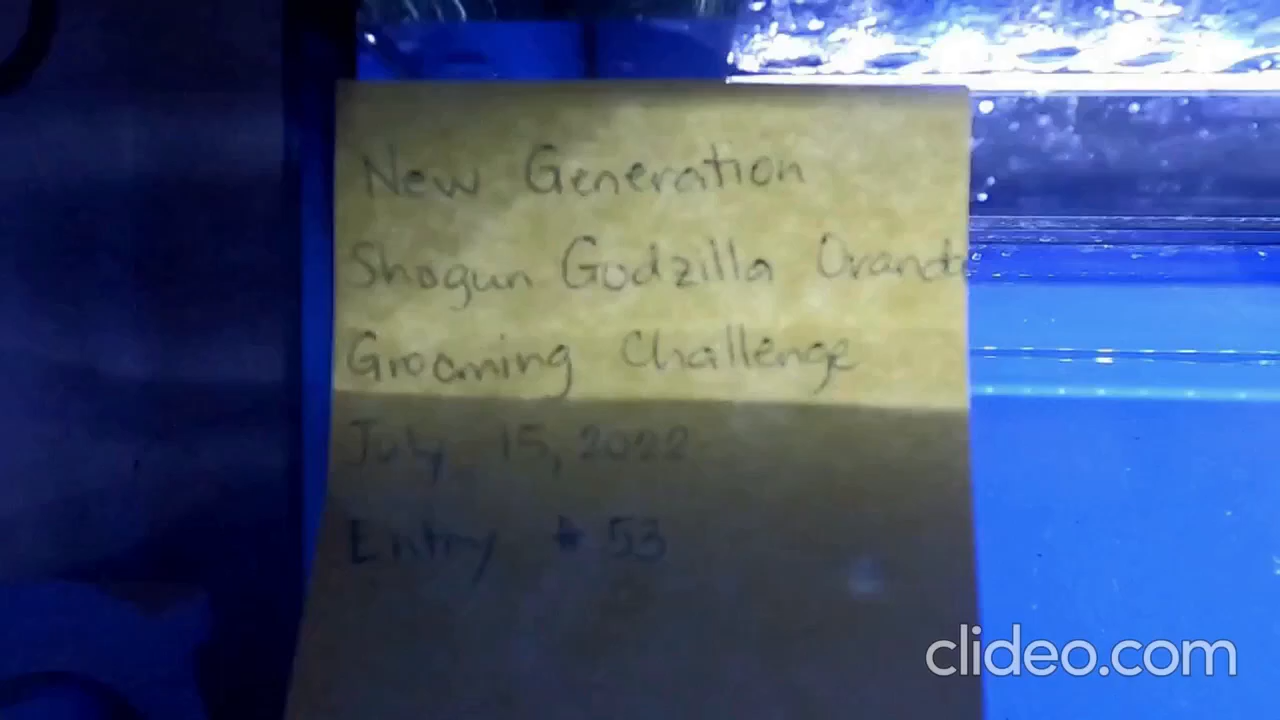 New Generation
Shogun Godzilla Oranda
Grooming Challenge
July 15, 2022
Entry # 53
clideo.com